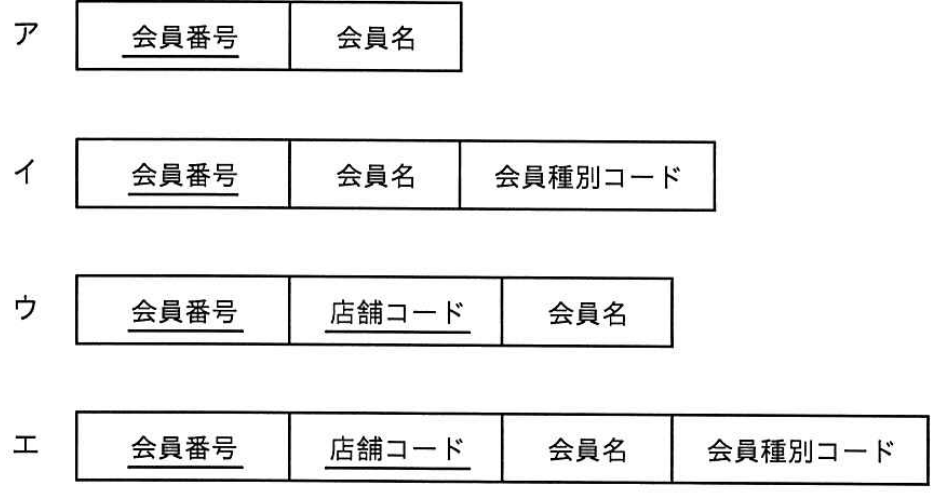 ア 会員番号 会員名
イ 会員番号 会員名 会員種別コード
ウ 会員番号 店舗コード 会員名
エ 会員番号 店舗コード 会員名 会員種別コード